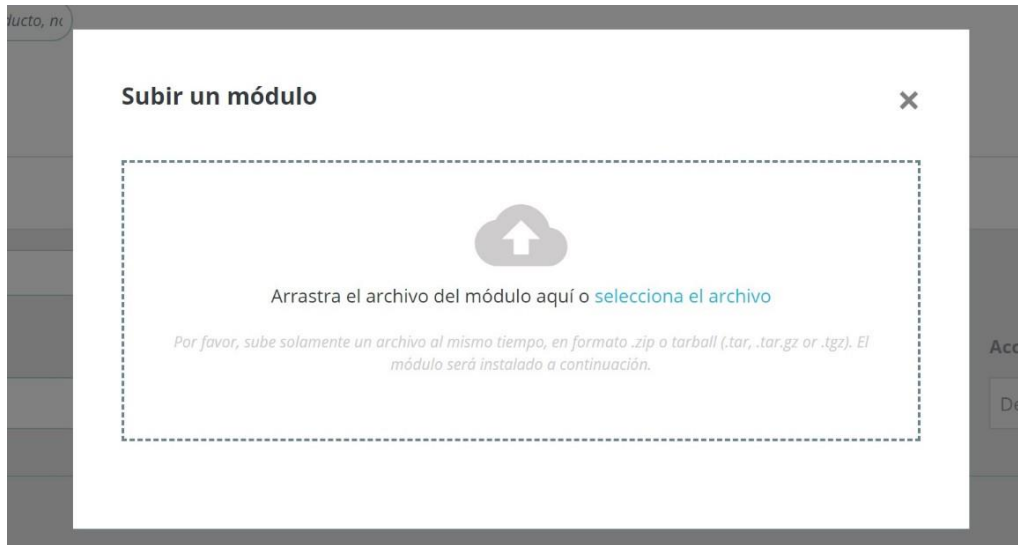 ducto, no
Subir un módulo
Arrastra el archivo del módulo aquí o selecciona el archivo
Por favor, sube solamente un archivo al mismo tiempo, en formato .zip o tarball (.tar, .tar.gz or .tgz). El
módulo será instalado a continuación.
Acc
De